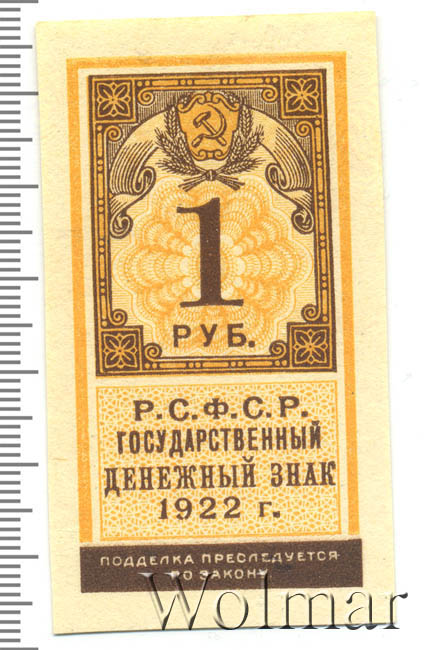 1
РУБ.
Р.С.Ф.С.Р.
ГОСУДАРСТВЕННЫЙ
ДЕНЕЖНЫЙ ЗНАК
1922 г.
ПОДДЕЛКА ПРЕСЛЕДУЕТСЯ
ПО ЗАКОНУ
Wolmar